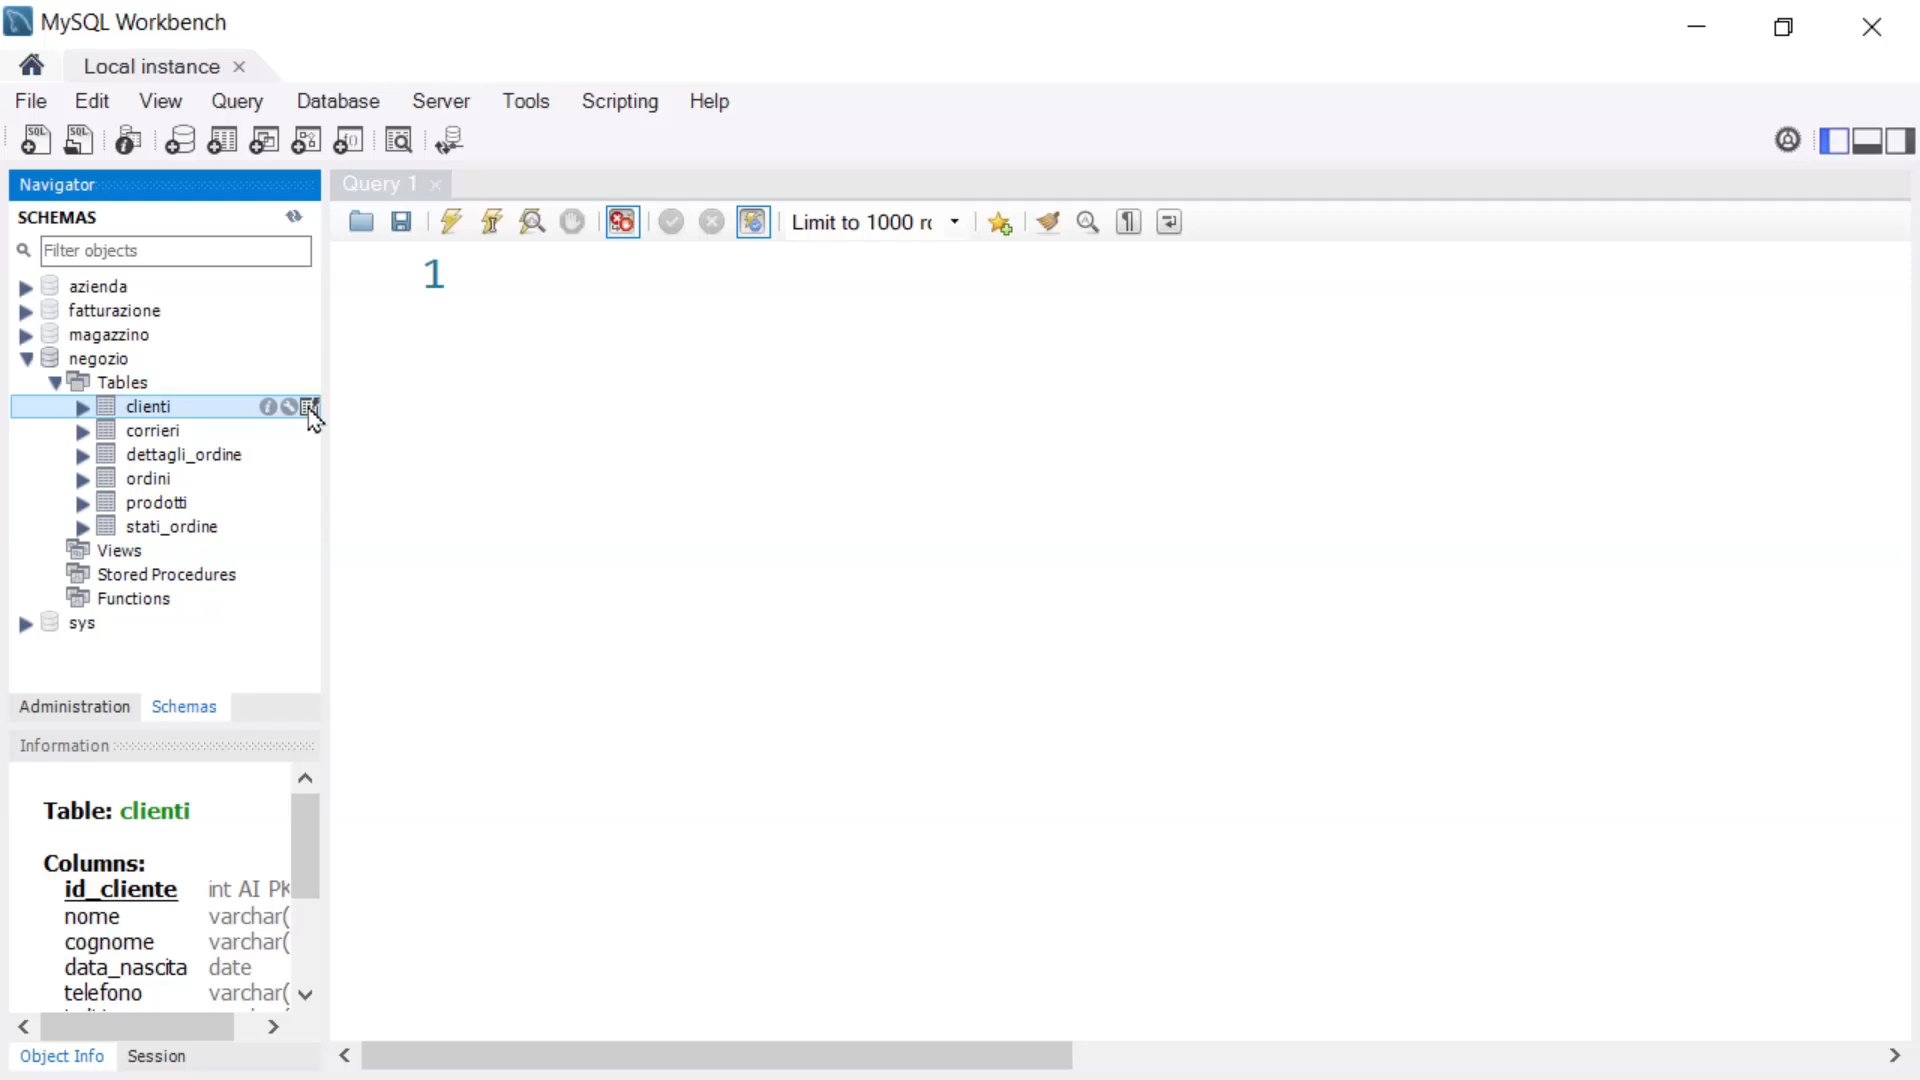 MySQL Workbench
Local instance
File Edit View Query Database Server Tools Scripting Help
Navigator
SCHEMAS
Filter objects
azienda
fatturazione
magazzino
negozio
Tables
clienti
corrieri
dettagli_ordine
ordini
prodotti
stati_ordine
Views
Stored Procedures
Functions
sys
Administration Schemas
Information
Table: clienti
Columns:
id_cliente int AI PK
nome varchar(
cognome varchar(
data_nascita date
telefono varchar(
Object Info Session
Query 1
Limit to 1000 rc
1